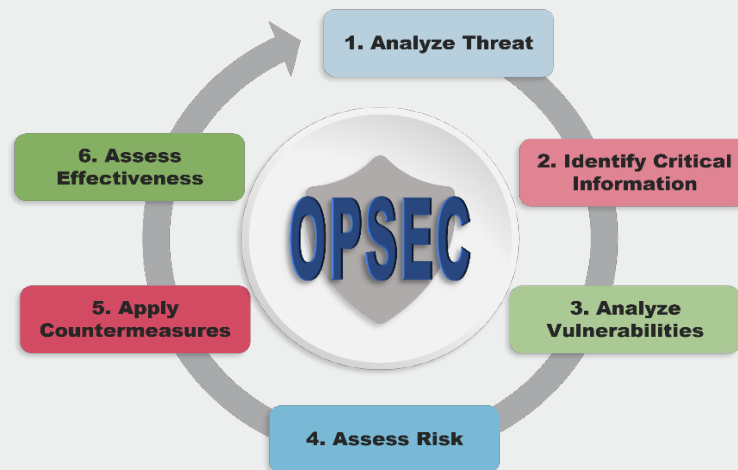 1. Analyze Threat
2. Identify Critical
Information
3. Analyze
Vulnerabilities
4. Assess Risk
5. Apply
Countermeasures
6. Assess
Effectiveness
OPSEC